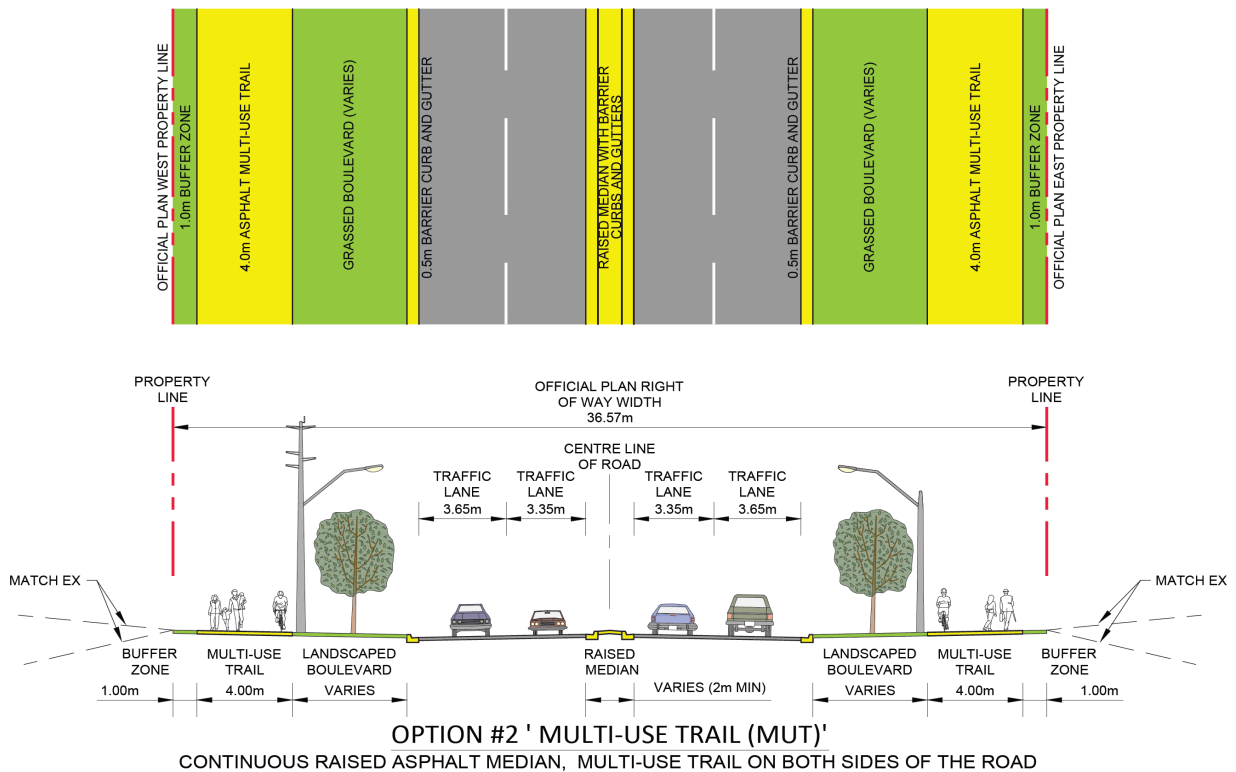 OFFICIAL PLAN WEST PROPERTY LINE
1.0m BUFFER ZONE
4.0m ASPHALT MULTI-USE TRAIL
GRASSED BOULEVARD (VARIES)
0.5m BARRIER CURB AND GUTTER
RAISED MEDIAN WITH BARRIER
CURBS AND GUTTERS
0.5m BARRIER CURB AND GUTTER
GRASSED BOULEVARD (VARIES)
4.0m ASPHALT MULTI-USE TRAIL
1.0m BUFFER ZONE
OFFICIAL PLAN EAST PROPERTY LINE
PROPERTY
LINE
OFFICIAL PLAN RIGHT
OF WAY WIDTH
36.57m
PROPERTY
LINE
CENTRE LINE
OF ROAD
TRAFFIC
LANE
3.65m
TRAFFIC
LANE
3.35m
TRAFFIC
LANE
3.35m
TRAFFIC
LANE
3.65m
MATCH EX
MATCH EX
BUFFER
ZONE
1.00m
MULTI-USE
TRAIL
4.00m
LANDSCAPED
BOULEVARD
VARIES
RAISED
MEDIAN
VARIES (2m MIN)
LANDSCAPED
BOULEVARD
VARIES
MULTI-USE
TRAIL
4.00m
BUFFER
ZONE
1.00m
OPTION #2 ' MULTI-USE TRAIL (MUT)'
CONTINUOUS RAISED ASPHALT MEDIAN, MULTI-USE TRAIL ON BOTH SIDES OF THE ROAD